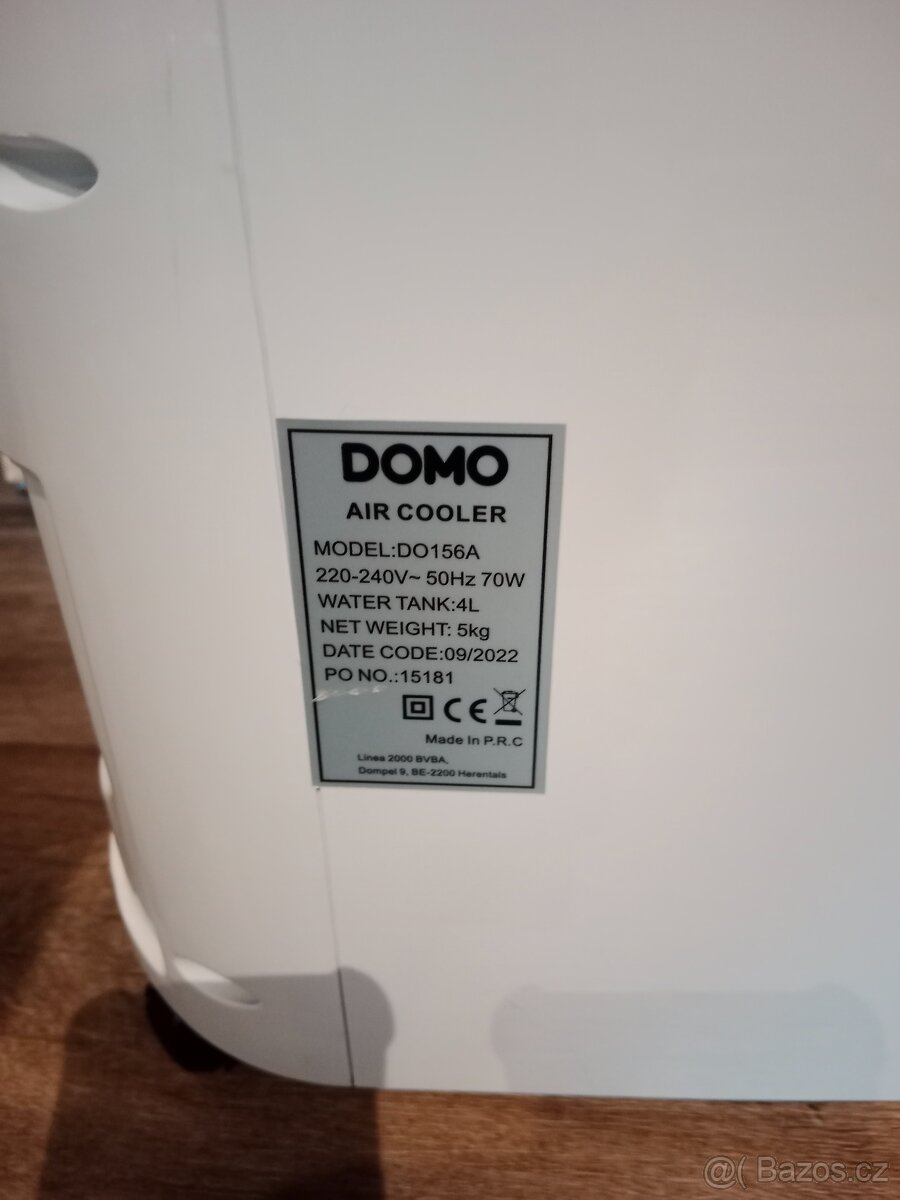 DOMO
AIR COOLER
MODEL:DO156A
220-240V~ 50Hz 70W
WATER TANK:4L
NET WEIGHT: 5kg
DATE CODE:09/2022
PO NO.:15181
CE
Made In P.R.C
Linea 2000 BVBA,
Dompel 9, BE-2200 Herentals
@( Bazos.cz